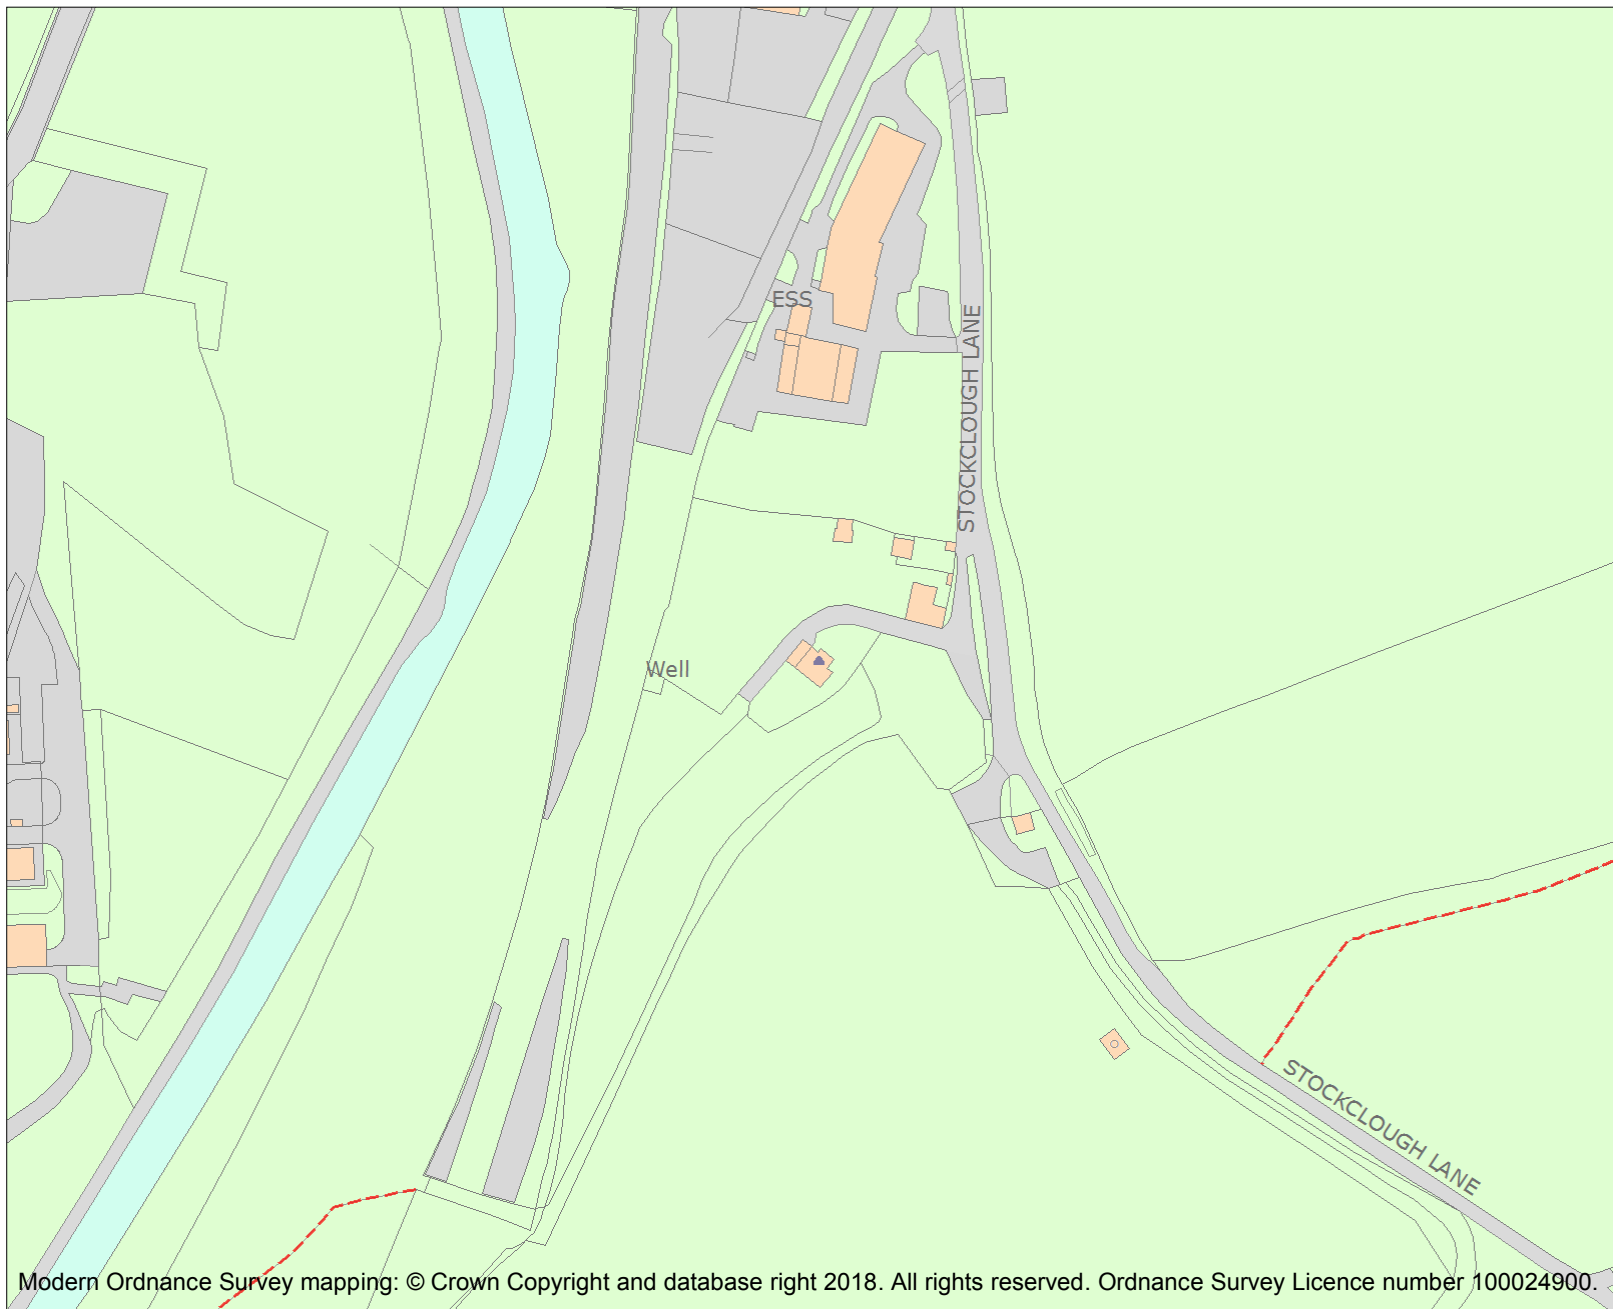 ESS
STOCKCLOUGH LANE
Well
STOCKCLOUGH LANE
Modern Ordnance Survey mapping: © Crown Copyright and database right 2018. All rights reserved. Ordnance Survey Licence number 100024900.